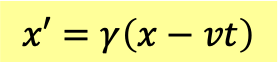 x′ = γ(x − vt)